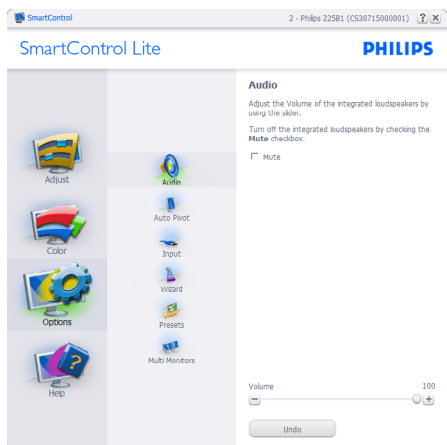 SmartControl
2 - Philips 225B1 (CS30715000001) ? X
SmartControl Lite
PHILIPS
Adjust
Color
Options
Help
Audio
Auto Pivot
Input
Wizard
Presets
Multi Monitors
Audio
Adjust the Volume of the integrated loudspeakers by
using the slider.
Turn off the integrated loudspeakers by checking the
Mute checkbox.
Mute
Volume 100
− +
Undo